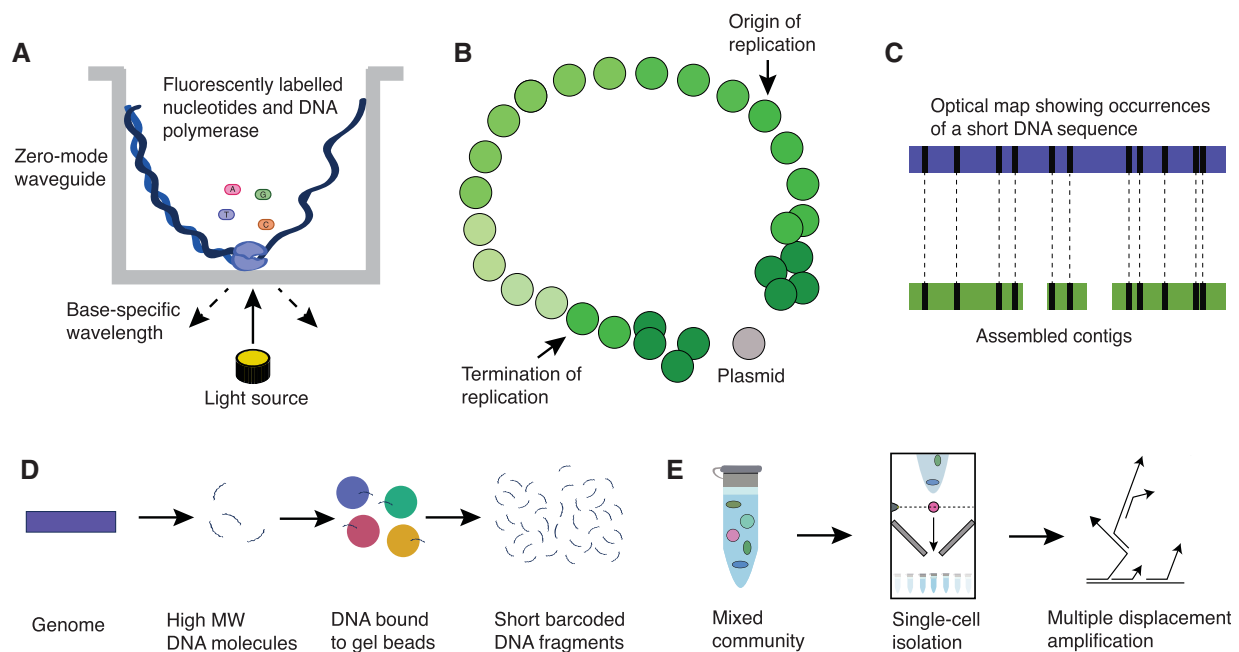 A
Fluorescently labelled
nucleotides and DNA
polymerase
Zero-mode
waveguide
A
G
T
C
Base-specific
wavelength
Light source
B
Origin of
replication
Termination of
replication
Plasmid
C
Optical map showing occurrences
of a short DNA sequence
Assembled contigs
D
Genome
High MW
DNA molecules
DNA bound
to gel beads
Short barcoded
DNA fragments
E
Mixed
community
Single-cell
isolation
Multiple displacement
amplification